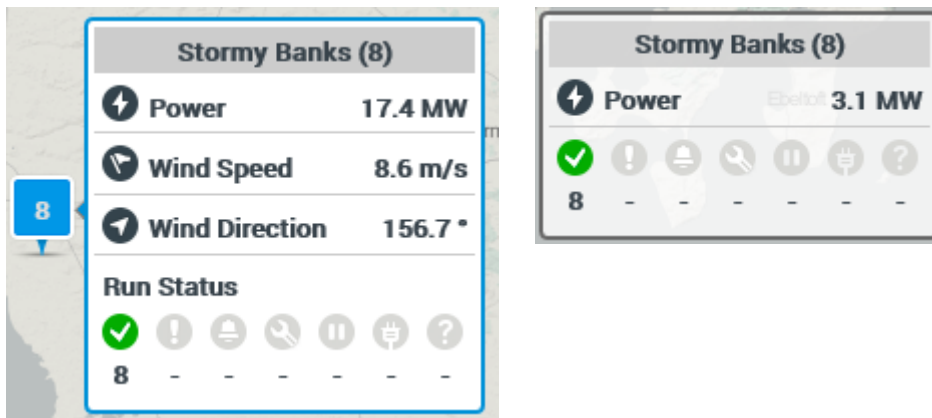 Stormy Banks (8)
Power 17.4 MW
Wind Speed 8.6 m/s
8
Wind Direction 156.7 °
Run Status
8 - - - - - -
Stormy Banks (8)
Power Ebeltoft 3.1 MW
8 - - - - - -